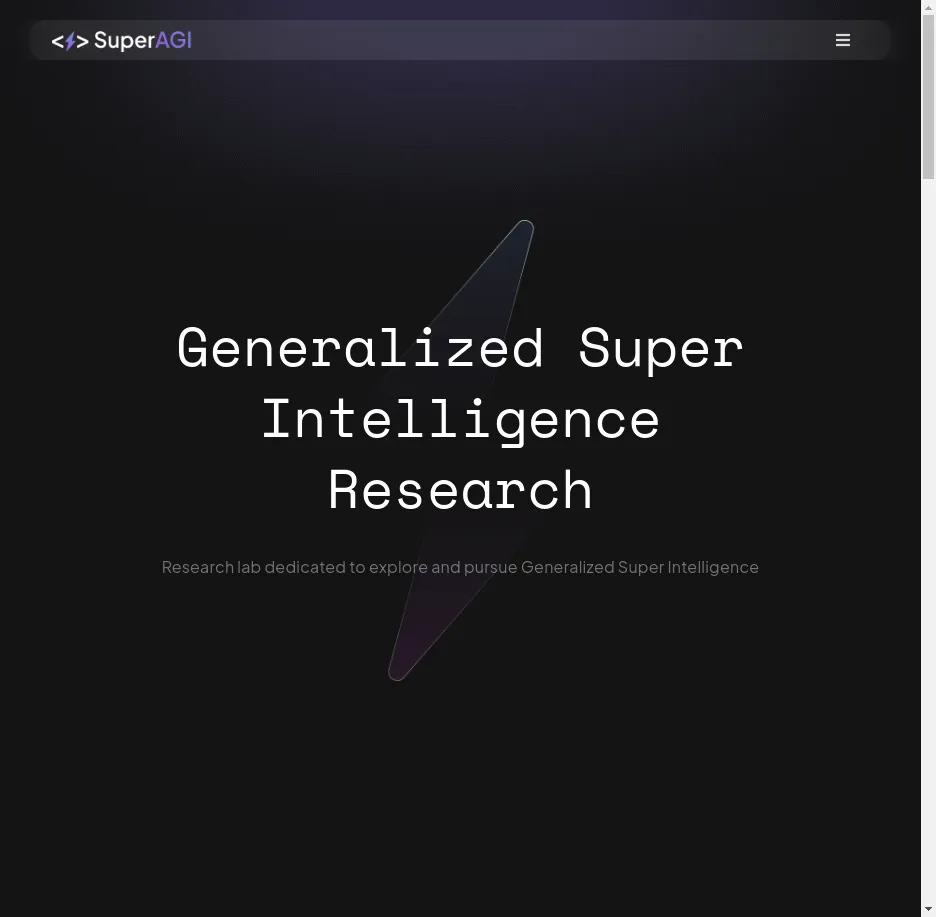 <⚡> SuperAGI
Generalized Super
Intelligence
Research
Research lab dedicated to explore and pursue Generalized Super Intelligence